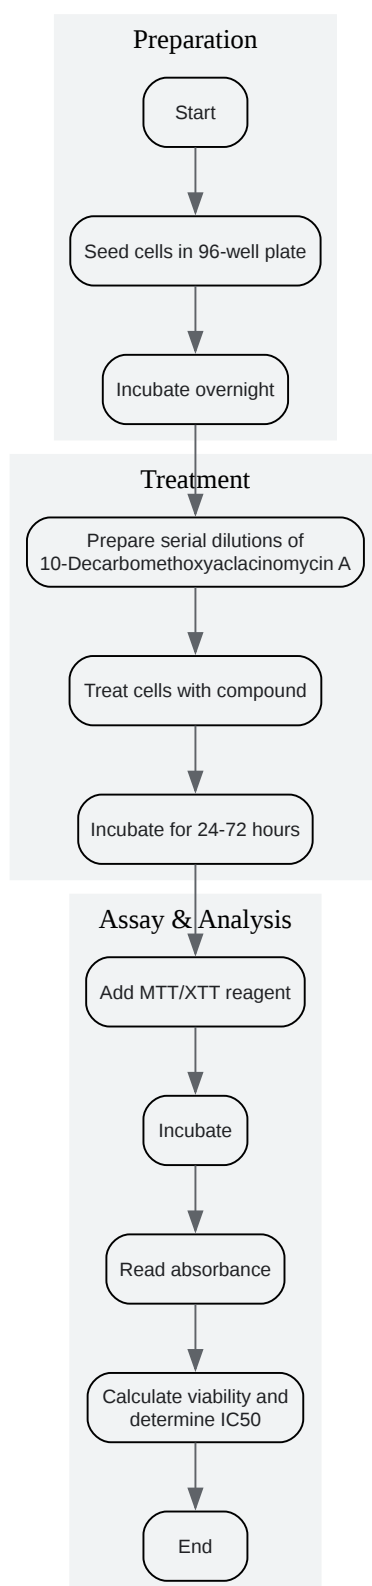 Preparation
Start
Seed cells in 96-well plate
Incubate overnight
Treatment
Prepare serial dilutions of
10-Decarbomethoxyaclacinomycin A
Treat cells with compound
Incubate for 24-72 hours
Assay & Analysis
Add MTT/XTT reagent
Incubate
Read absorbance
Calculate viability and
determine IC50
End